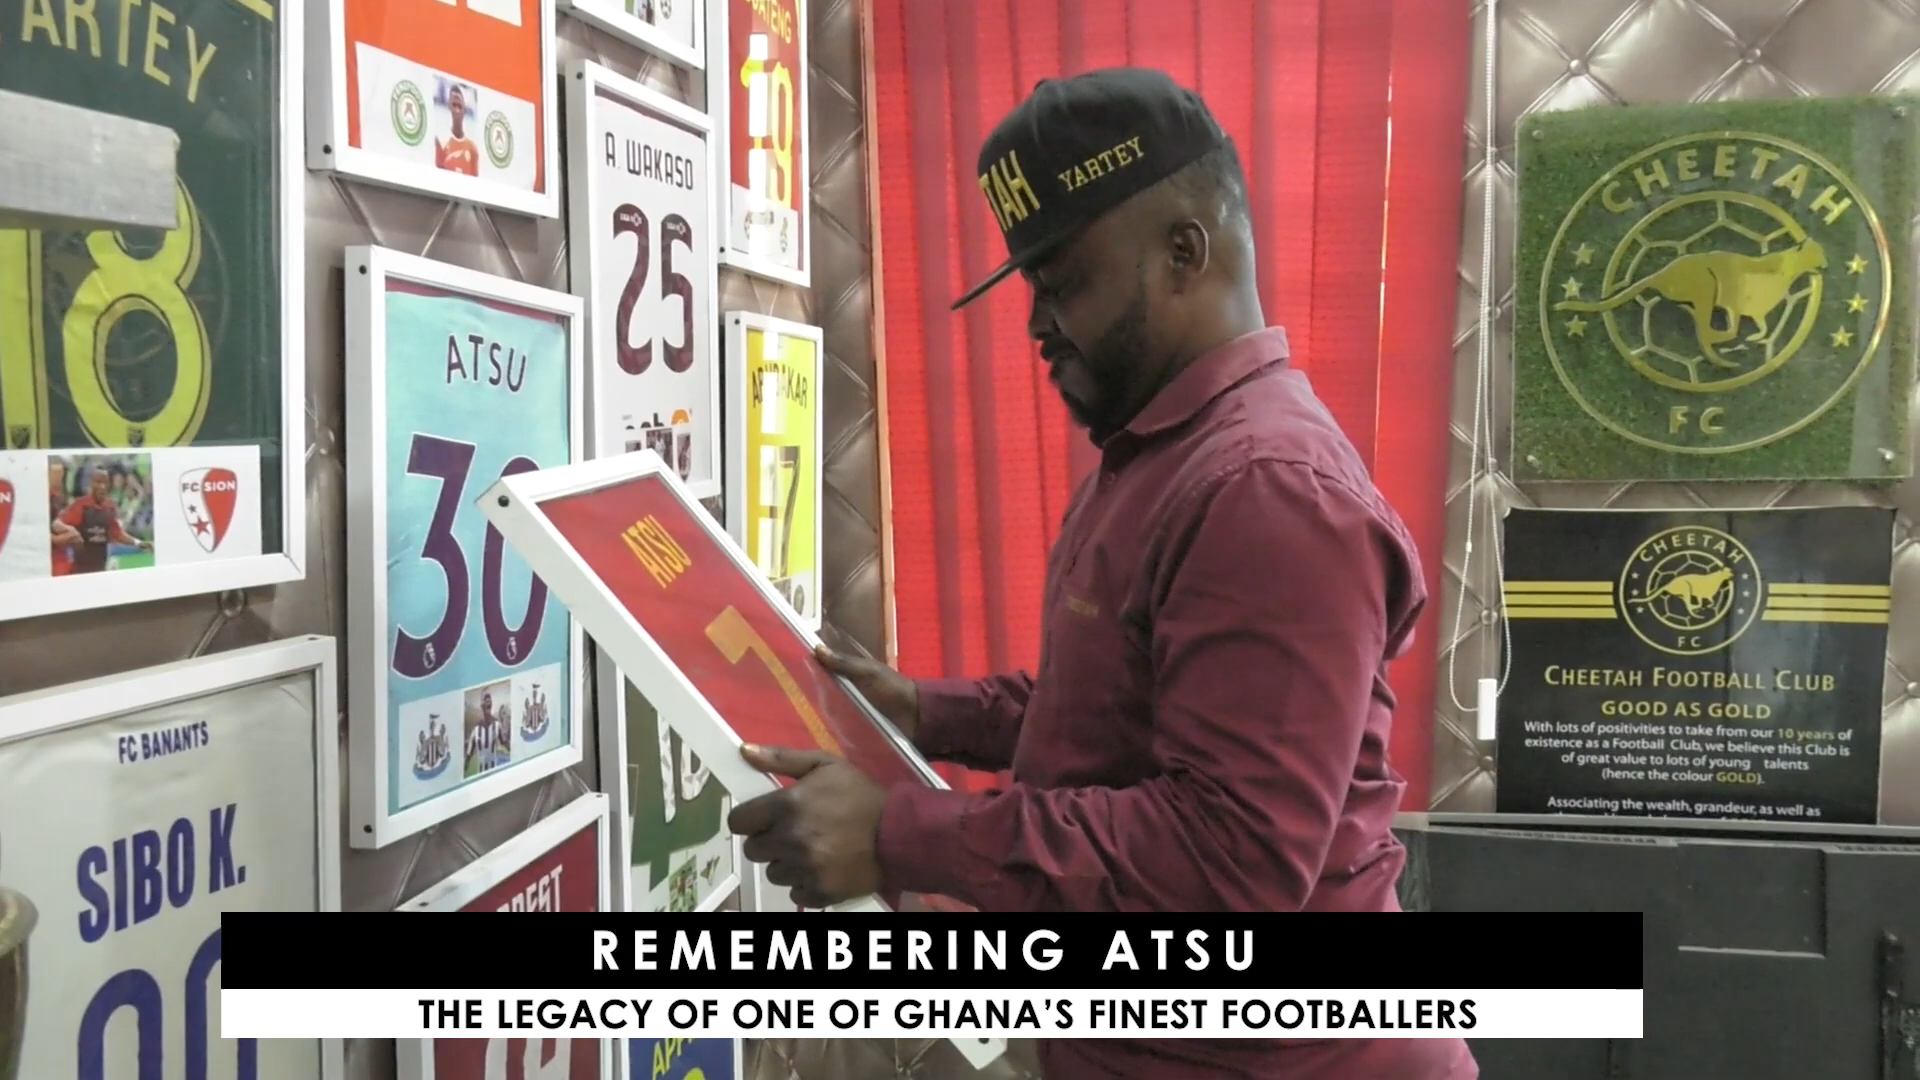 ARTEY
18
FC SION
A. WAKASO
25
19
ATSU
30
ATSU
7
7
FC BANANTS
SIBO K.
TAH
YARTEY
CHEETAH
FC
CHEETAH
FC
CHEETAH FOOTBALL CLUB
GOOD AS GOLD
With lots of positivities to take from our 10 years of
existence as a Football Club, we believe this Club is
of great value to lots of young talents
(hence the colour GOLD).
Associating the wealth, grandeur, as well as
REMEMBERING ATSU
THE LEGACY OF ONE OF GHANA'S FINEST FOOTBALLERS